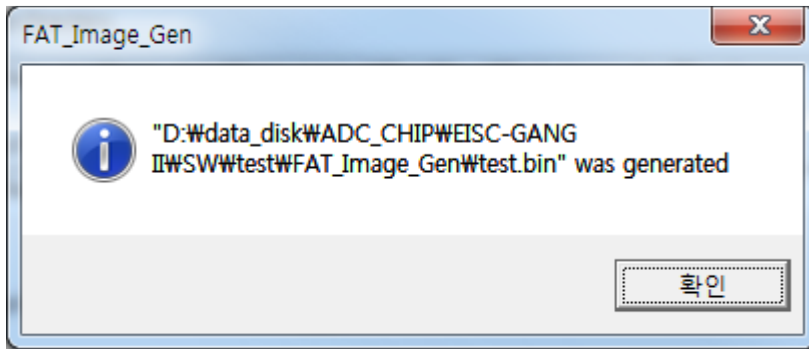 FAT_Image_Gen
"D:₩data_disk₩ADC_CHIP₩EISC-GANG
II₩SW₩test₩FAT_Image_Gen₩test.bin" was generated
확인